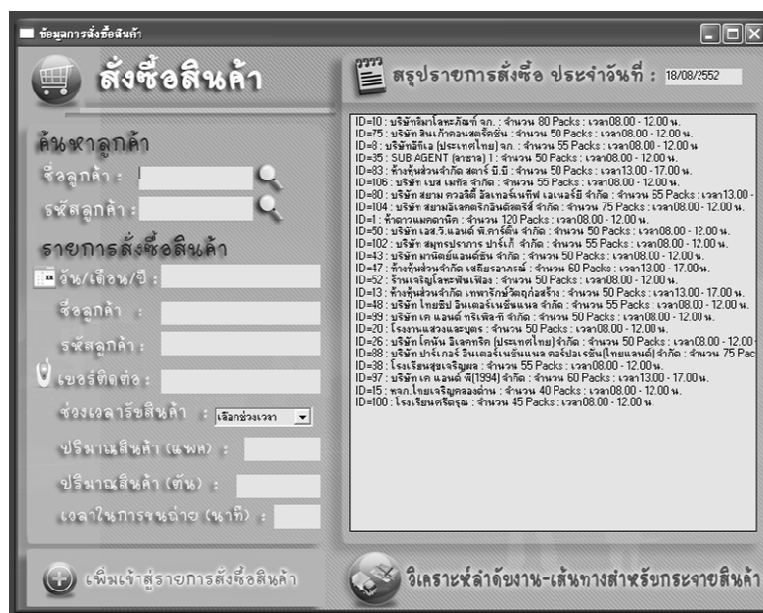 ข้อมูลการสั่งซื้อสินค้า
สั่งซื้อสินค้า
ค้นหาลูกค้า
ชื่อลูกค้า :
รหัสลูกค้า :
รายการสั่งซื้อสินค้า
วัน/เดือน/ปี :
ชื่อลูกค้า :
รหัสลูกค้า :
เบอร์ติดต่อ :
ช่วงเวลารับสินค้า : เลือกช่วงเวลา
ปริมาณสินค้า (แพค) :
ปริมาณสินค้า (ตัน) :
เวลาในการขนถ่าย (นาที) :
เพิ่มเข้าสู่รายการสั่งซื้อสินค้า
สรุปรายการสั่งซื้อ ประจำวันที่ : 18/08/2552
ID=10 : บริษัท จก. : จำนวน 80 Packs : เวลา08.00 - 12.00 น.
ID=75 : บริษัท : จำนวน 50 Packs : เวลา08.00 - 12.00 น.
ID=8 : บริษัท (ประเทศไทย) จก. : จำนวน 55 Packs : เวลา08.00 - 12.00 น
ID=35 : SUB AGENT (ลาซาล) 1 : จำนวน 50 Packs : เวลา08.00 - 12.00 น.
ID=83 : ห้างหุ้นส่วนจำกัด สตาร์ บี.บี : จำนวน 50 Packs : เวลา13.00 - 17.00น.
ID=106 : บริษัท เบส เมทัล จำกัด : จำนวน 55 Packs : เวลา08.00 - 12.00 น.
ID=80 : บริษัท สยาม ควอลิตี้ อัลเทอร์เนทีฟ เอเนอร์ยี จำกัด : จำนวน 55 Packs : เวลา13.00 -
ID=104 : บริษัท สยามอิเลคตริกอินดัสตรีส์ จำกัด : จำนวน 75 Packs : เวลา08.00 - 12.00 น.
ID=1 : : จำนวน 120 Packs : เวลา08.00 - 12.00 น.
ID=50 : บริษัท เอส.วี.แอนด์ พี.การ์ตั้น จำกัด : จำนวน 50 Packs : เวลา08.00 - 12.00 น.
ID=102 : บริษัท สมุทรปราการ ปาร์เก้ จำกัด : จำนวน 55 Packs : เวลา08.00 - 12.00 น.
ID=43 : บริษัท จำกัด : จำนวน 50 Packs : เวลา08.00 - 12.00 น.
ID=47 : ห้างหุ้นส่วนจำกัด เสถียรอาภรณ์ : จำนวน 60 Packs : เวลา13.00 - 17.00น.
ID=52 : ร้านเจริญโลหะพันเฟือง : จำนวน 50 Packs : เวลา08.00 - 12.00 น.
ID=13 : ห้างหุ้นส่วนจำกัด เทพารักษ์วัตถุก่อสร้าง : จำนวน 50 Packs : เวลา13.00 - 17.00 น.
ID=48 : บริษัท ไทยชิป อินเตอร์เนชั่นแนล จำกัด : จำนวน 55 Packs : เวลา08.00 - 12.00 น.
ID=99 : บริษัท เค แอนด์ จำกัด : จำนวน 50 Packs : เวลา08.00 - 12.00 น.
ID=20 : โรงงานแสวงและบุตร : จำนวน 50 Packs : เวลา08.00 - 12.00 น.
ID=26 : บริษัท โคนัน อิเลคทริค (ประเทศไทย)จำกัด : จำนวน 50 Packs : เวลา08.00 - 12.00
ID=88 : บริษัท ปาร์เกอร์ อินเตอร์เนชั่นแนล คอร์ปอเรชั่น(ไทยแลนด์) จำกัด : จำนวน 75 Pac
ID=38 : โรงเรียนสุขเจริญผล : จำนวน 55 Packs : เวลา08.00 - 12.00 น.
ID=97 : บริษัท เค แอนด์ พี(1994) จำกัด : จำนวน 60 Packs : เวลา13.00 - 17.00น.
ID=15 : หจก.ไทยเจริญคลองด่าน : จำนวน 40 Packs : เวลา08.00 - 12.00 น.
ID=100 : โรงเรียนศรีดรุณ : จำนวน 45 Packs : เวลา08.00 - 12.00 น.
วิเคราะห์ลำดับงาน-เส้นทางสำหรับกระจายสินค้า